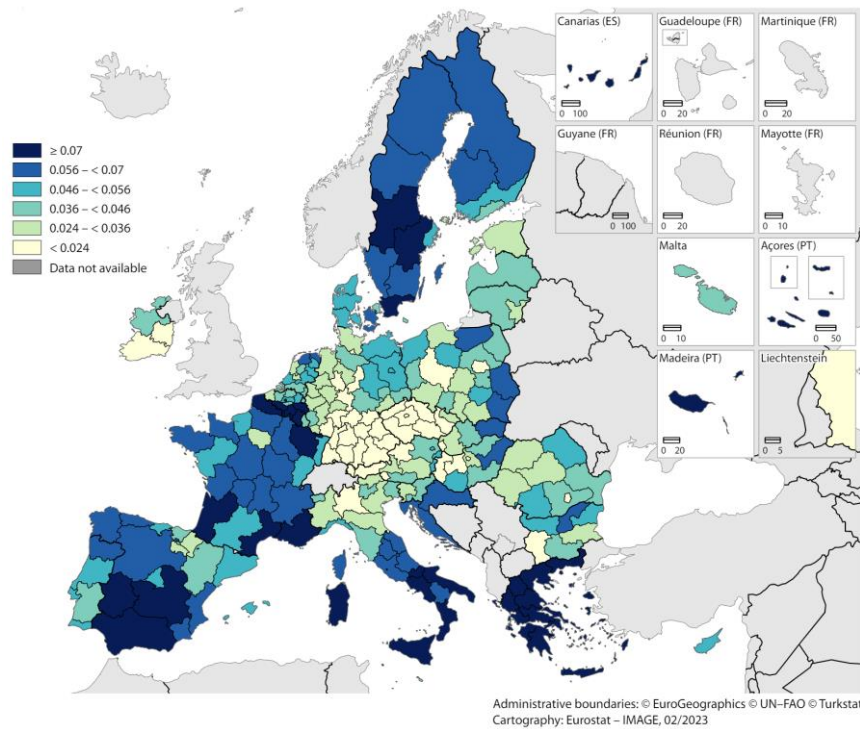 Canarias (ES)
0 100
Guadeloupe (FR)
0 20
Martinique (FR)
0 20
Guyane (FR)
0 100
Réunion (FR)
0 20
Mayotte (FR)
0 10
Malta
0 10
Açores (PT)
0 50
Madeira (PT)
0 20
Liechtenstein
0 5
≥ 0.07
0.056 – < 0.07
0.046 – < 0.056
0.036 – < 0.046
0.024 – < 0.036
< 0.024
Data not available
Administrative boundaries: © EuroGeographics © UN–FAO © Turkstat
Cartography: Eurostat – IMAGE, 02/2023